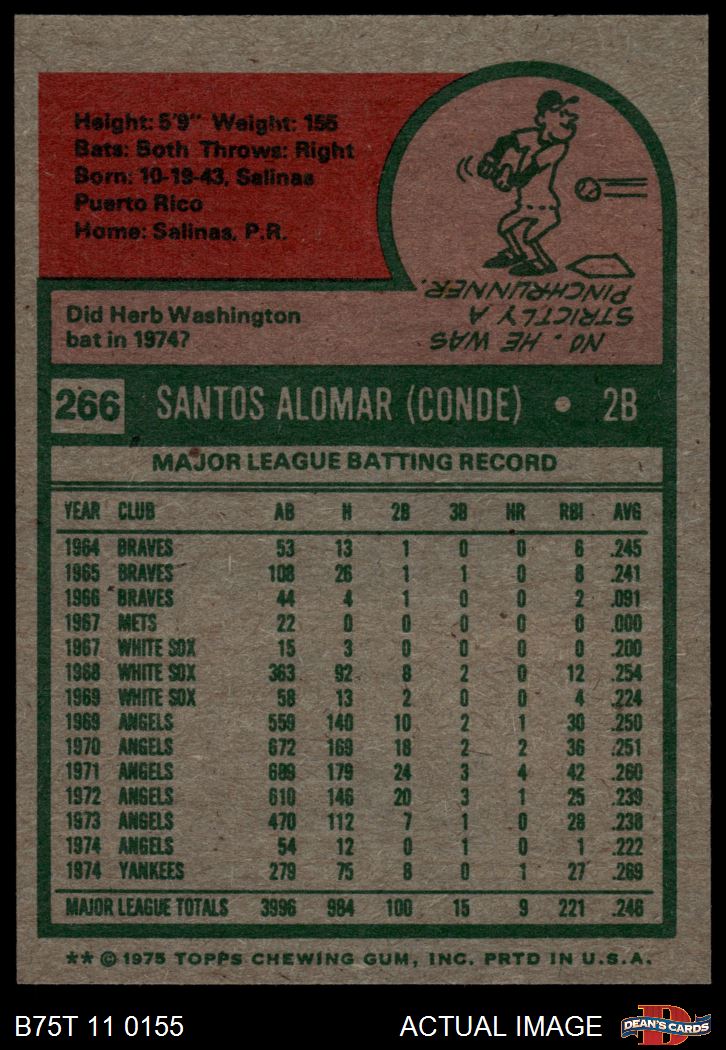 Height: 5'9" Weight: 155
Bats: Both Throws: Right
Born: 10-19-43, Salinas
Puerto Rico
Home: Salinas, P.R.
Did Herb Washington
bat in 1974?
NO. HE WAS
STRICTLY A
PINCHRUNNER.
266 SANTOS ALOMAR (CONDE) • 2B
MAJOR LEAGUE BATTING RECORD
YEAR CLUB AB H 2B 3B HR RBI AVG
1964 BRAVES 53 13 1 0 0 6 .245
1965 BRAVES 108 26 1 1 0 8 .241
1966 BRAVES 44 4 1 0 0 2 .091
1967 METS 22 0 0 0 0 0 .000
1967 WHITE SOX 15 3 0 0 0 0 .200
1968 WHITE SOX 363 92 8 2 0 12 .254
1969 WHITE SOX 58 13 2 0 0 4 .224
1969 ANGELS 559 140 10 2 1 30 .250
1970 ANGELS 672 169 18 2 2 36 .251
1971 ANGELS 689 179 24 3 4 42 .260
1972 ANGELS 610 146 20 3 1 25 .239
1973 ANGELS 470 112 7 1 0 28 .238
1974 ANGELS 54 12 0 1 0 1 .222
1974 YANKEES 279 75 8 0 1 27 .269
MAJOR LEAGUE TOTALS 3996 984 100 15 9 221 .246
** © 1975 TOPPS CHEWING GUM, INC. PRTD IN U.S.A.
B75T 11 0155 ACTUAL IMAGE
D
DEAN'S CARDS